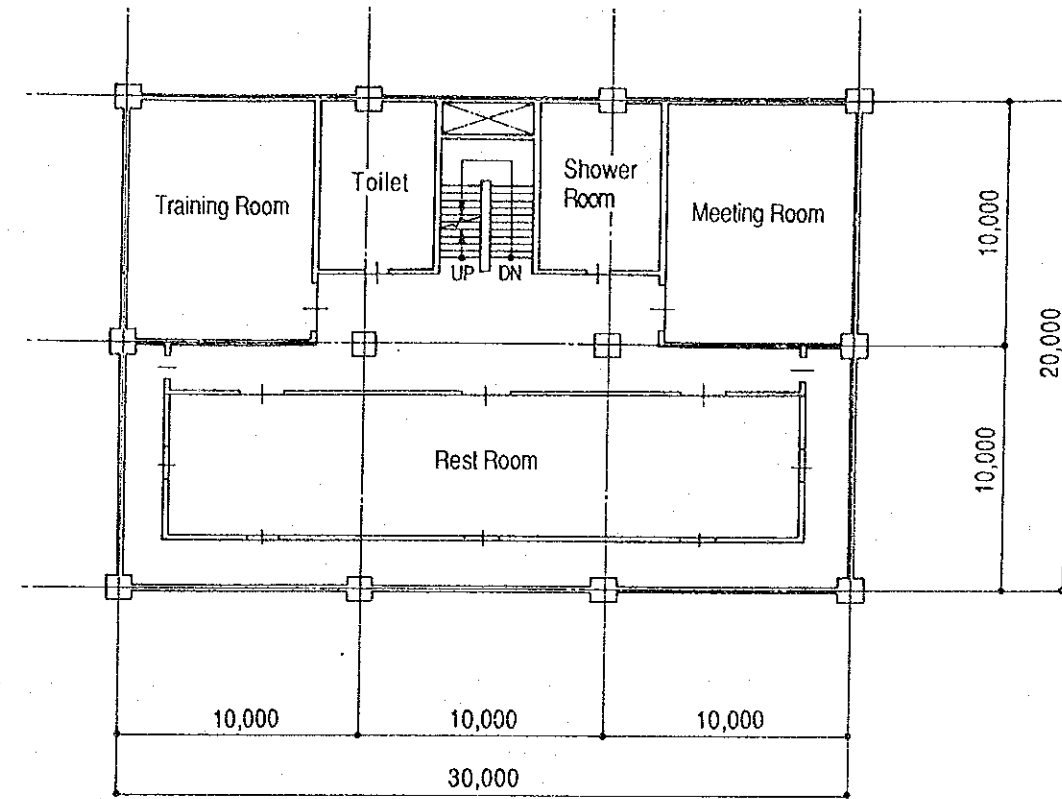 Training Room
Toilet
UP
DN
Shower
Room
Meeting Room
Rest Room
10,000
10,000
20,000
10,000
10,000
10,000
30,000